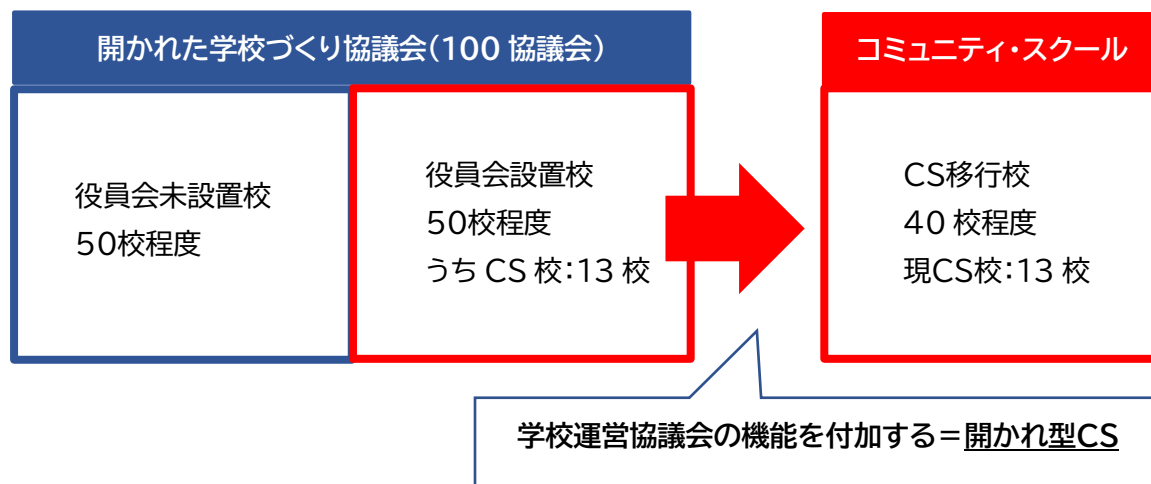 開かれた学校づくり協議会(100 協議会)
コミュニティ・スクール
役員会未設置校
50校程度
役員会設置校
50校程度
うち CS 校:13 校
CS移行校
40 校程度
現CS校:13 校
学校運営協議会の機能を付加する=開かれ型CS